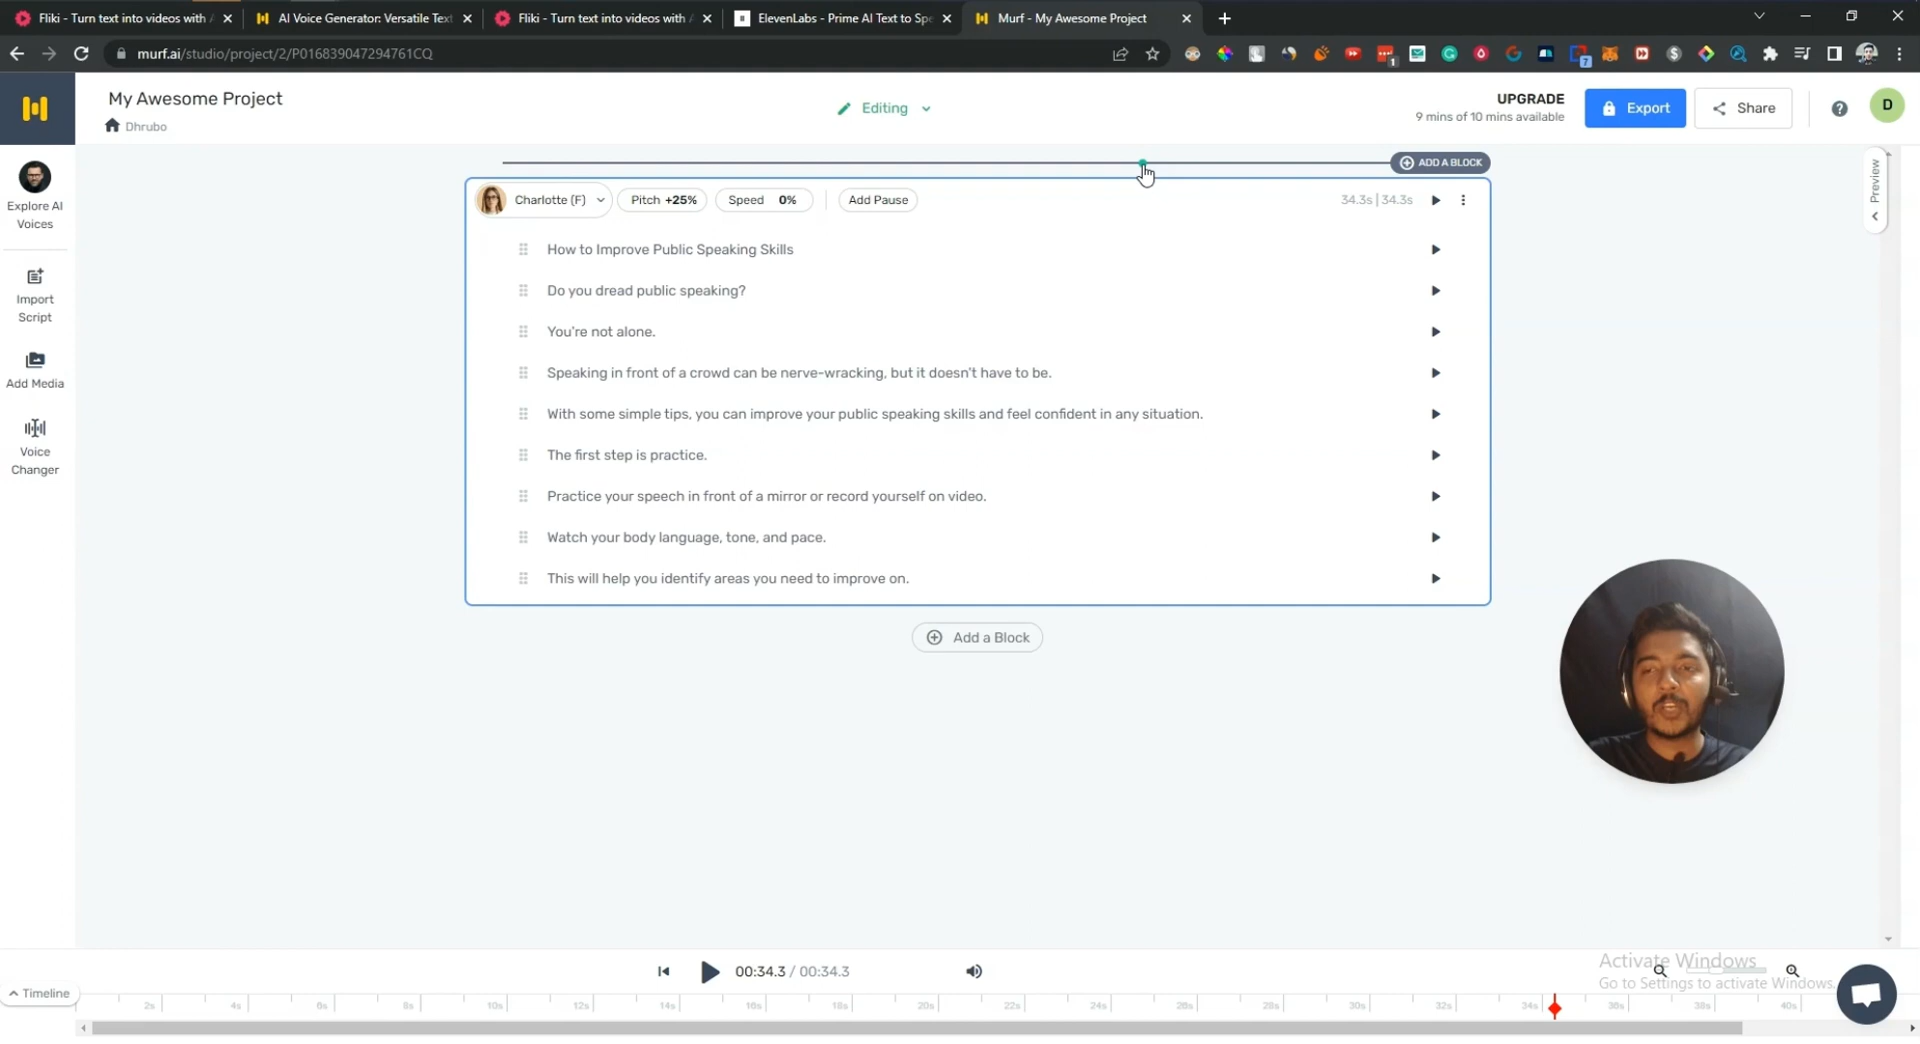 Fliki - Turn text into videos with
AI Voice Generator: Versatile Text
Fliki - Turn text into videos with
ElevenLabs - Prime AI Text to Spe
Murf - My Awesome Project
murf.ai/studio/project/2/P016839047294761CQ
1
7
My Awesome Project
Dhrubo
Editing
UPGRADE
9 mins of 10 mins available
Export
Share
D
Explore AI
Voices
Import
Script
Add Media
Voice
Changer
ADD A BLOCK
Preview
Charlotte (F)
Pitch +25%
Speed 0%
Add Pause
34.3s | 34.3s
How to Improve Public Speaking Skills
Do you dread public speaking?
You're not alone.
Speaking in front of a crowd can be nerve-wracking, but it doesn't have to be.
With some simple tips, you can improve your public speaking skills and feel confident in any situation.
The first step is practice.
Practice your speech in front of a mirror or record yourself on video.
Watch your body language, tone, and pace.
This will help you identify areas you need to improve on.
Add a Block
00:34.3 / 00:34.3
Activate Windows
Go to Settings to activate Windows.
Timeline
2s 4s 6s 8s 10s 12s 14s 16s 18s 20s 22s 24s 26s 28s 30s 32s 34s 36s 38s 40s